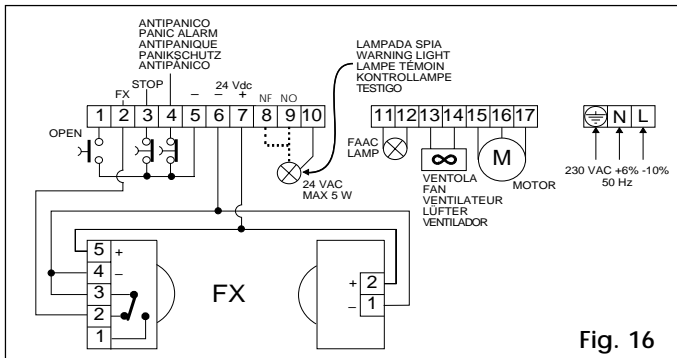 ANTIPANICO
PANIC ALARM
ANTIPANIQUE
PANIKSCHUTZ
ANTIPÁNICO
LAMPADA SPIA
WARNING LIGHT
LAMPE TÉMOIN
KONTROLLAMPE
TESTIGO
FX
STOP
– – 24 Vdc +
NF NO
1 2 3 4 5 6 7 8 9 10
11 12 13 14 15 16 17
N L
OPEN
24 VAC
MAX 5 W
FAAC
LAMP
M
VENTOLA
FAN
VENTILATEUR
LÜFTER
VENTILADOR
MOTOR
230 VAC +6% -10%
50 Hz
5 +
4 –
3
2
1
FX
+ 2
– 1
Fig. 16